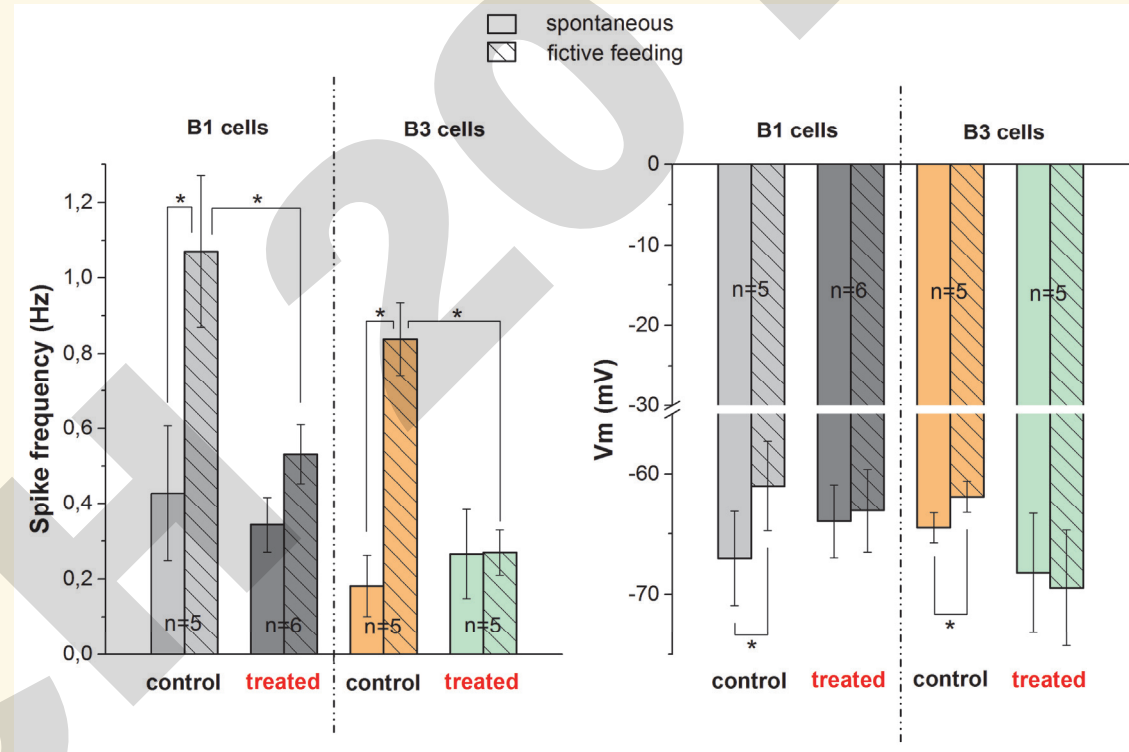 spontaneous
fictive feeding
B1 cells
B3 cells
Spike frequency (Hz)
1,2
1,0
0,8
0,6
0,4
0,2
0,0
*
*
*
*
n=5
n=6
n=5
n=5
control
treated
control
treated
B1 cells
B3 cells
Vm (mV)
0
-10
-20
-30
-60
-70
n=5
n=6
n=5
n=5
*
*
control
treated
control
treated